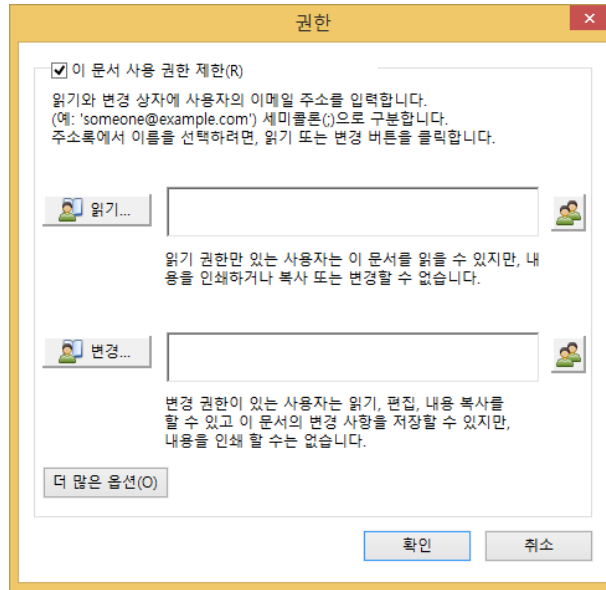 권한
이 문서 사용 권한 제한(R)
읽기와 변경 상자에 사용자의 이메일 주소를 입력합니다.
(예: 'someone@example.com') 세미콜론(;)으로 구분합니다.
주소록에서 이름을 선택하려면, 읽기 또는 변경 버튼을 클릭합니다.
읽기...
읽기 권한만 있는 사용자는 이 문서를 읽을 수 있지만, 내
용을 인쇄하거나 복사 또는 변경할 수 없습니다.
변경...
변경 권한이 있는 사용자는 읽기, 편집, 내용 복사를
할 수 있고 이 문서의 변경 사항을 저장할 수 있지만,
내용을 인쇄 할 수는 없습니다.
더 많은 옵션(O)
확인
취소